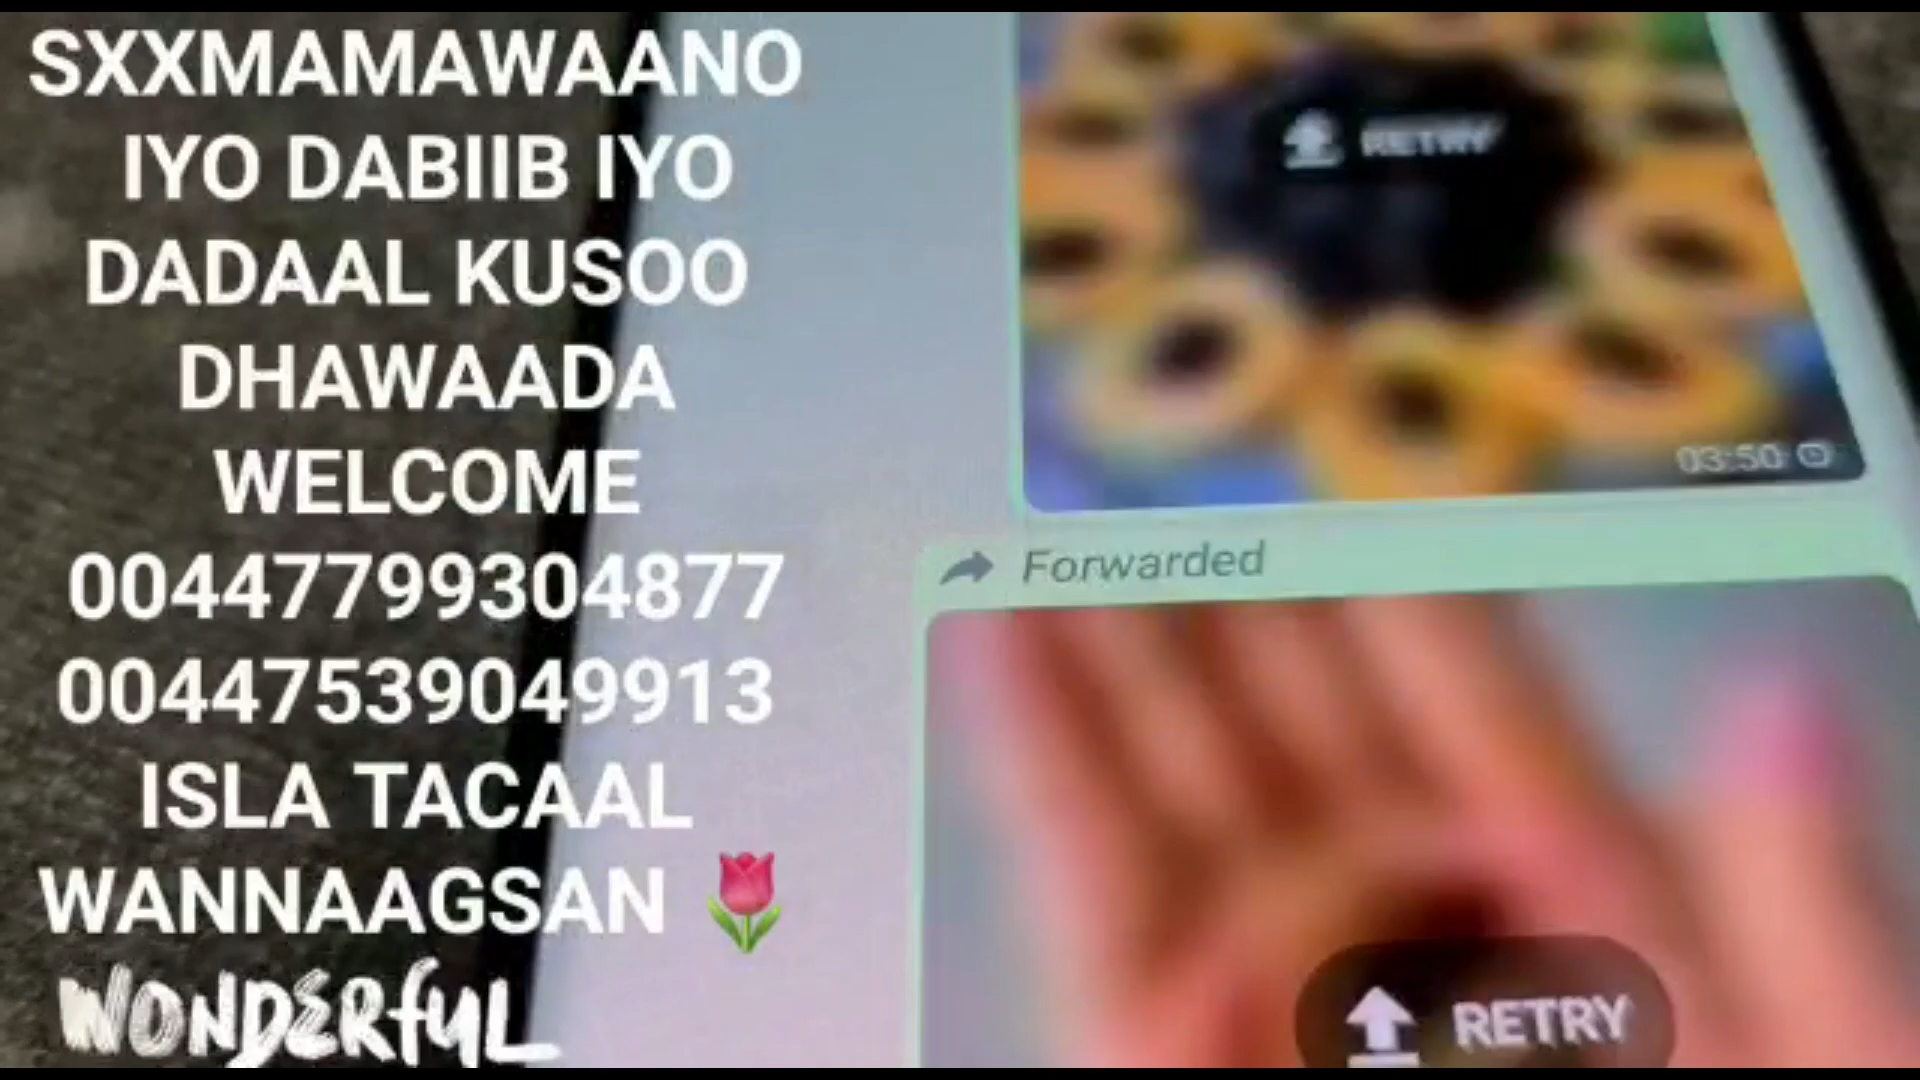 SXXMAMAWAANO
IYO DABIIB IYO
DADAAL KUSOO
DHAWAADA
WELCOME
00447799304877
00447539049913
ISLA TACAAL
WANNAAGSAN 🌷
WONDERFUL
RETRY
03:50
Forwarded
RETRY